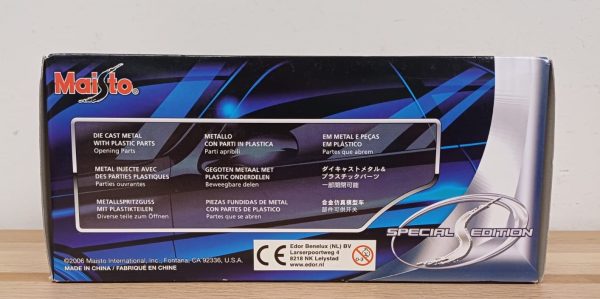 Maisto®
DIE CAST METAL
WITH PLASTIC PARTS
Opening Parts
METALLO
CON PARTI IN PLASTICA
Parti apribili
EM METAL E PEÇAS
EM PLÁSTICO
Partes que abrem
METAL INJECTE AVEC
DES PARTIES PLASTIQUES
Parties ouvrantes
GEGOTEN METAAL MET
PLASTIC ONDERDELEN
Beweegbare delen
ダイキャストメタル&
プラスチックパーツ
一部開閉可能
METALLSPRITZGUSS
MIT PLASTIKTEILEN
Diverse teile zum Öffnen
PIEZAS FUNDIDAS DE METAL
CON PARTES DE PLASTICO
Partes que se abren
合金仿真模型车
部件可倒开关
SPECIAL S EDITION
©2006 Maisto International, Inc., Fontana, CA 92336, U.S.A.
MADE IN CHINA / FABRIQUÉ EN CHINE
CE
Edor Benelux (NL) BV
Larserpoortweg 4
8218 NK Lelystad
www.edor.nl
0-3